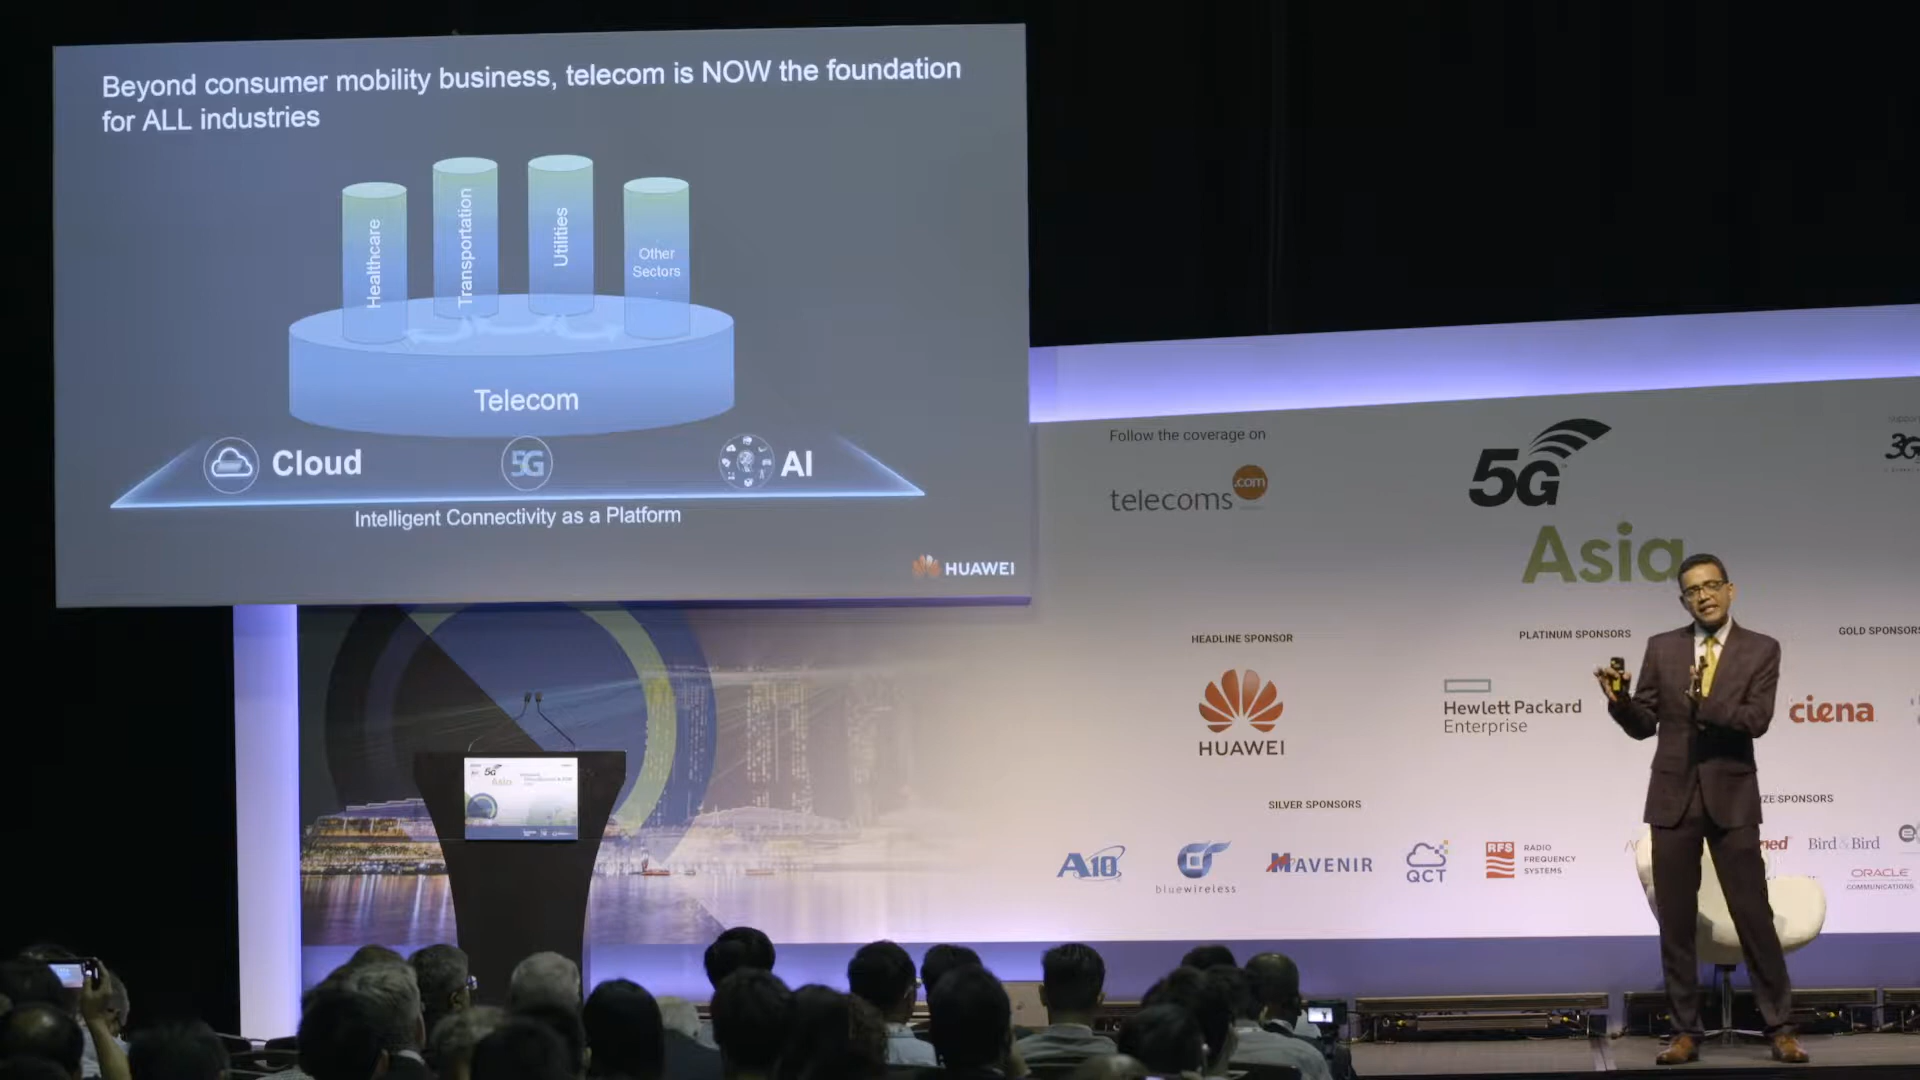 Beyond consumer mobility business, telecom is NOW the foundation
for ALL industries
Healthcare
Transportation
Utilities
Other
Sectors
Telecom
Cloud
5G
AI
Intelligent Connectivity as a Platform
HUAWEI
Follow the coverage on
telecoms
.com
5G
Asia
HEADLINE SPONSOR
HUAWEI
PLATINUM SPONSORS
Hewlett Packard
Enterprise
GOLD SPONSORS
ciena
SILVER SPONSORS
A10
bluewireless
MAVENIR
QCT
RFS
RADIO
FREQUENCY
SYSTEMS
SPONSORS
Bird & Bird
ORACLE
COMMUNICATIONS
5G
Asia